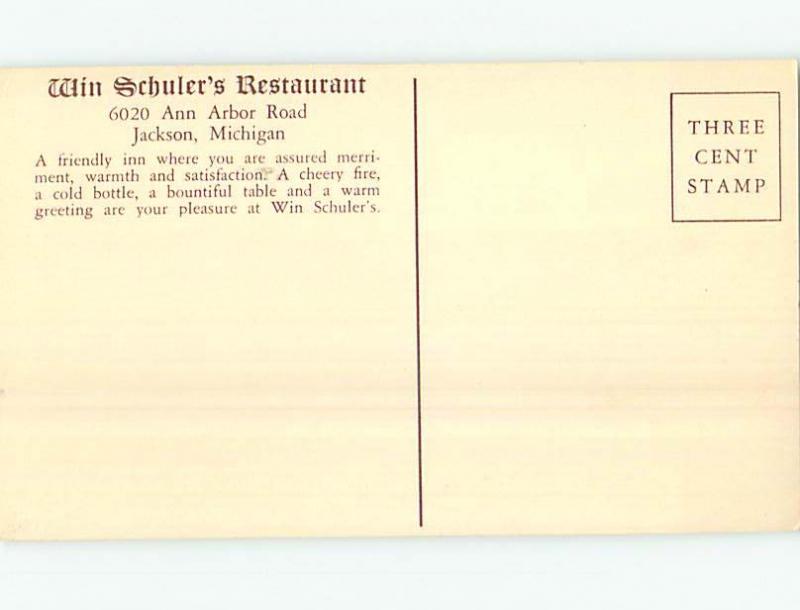 Win Schuler's Restaurant
6020 Ann Arbor Road
Jackson, Michigan
A friendly inn where you are assured merri-
ment, warmth and satisfaction. A cheery fire,
a cold bottle, a bountiful table and a warm
greeting are your pleasure at Win Schuler's.
THREE
CENT
STAMP